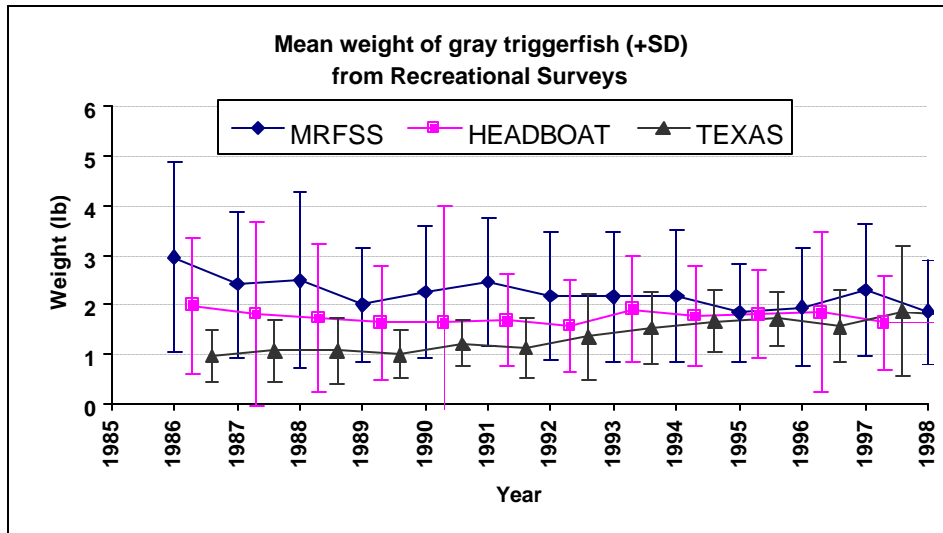 Mean weight of gray triggerfish (+SD)
from Recreational Surveys
MRFSS HEADBOAT TEXAS
Weight (lb)
6
5
4
3
2
1
0
1985 1986 1987 1988 1989 1990 1991 1992 1993 1994 1995 1996 1997 1998
Year